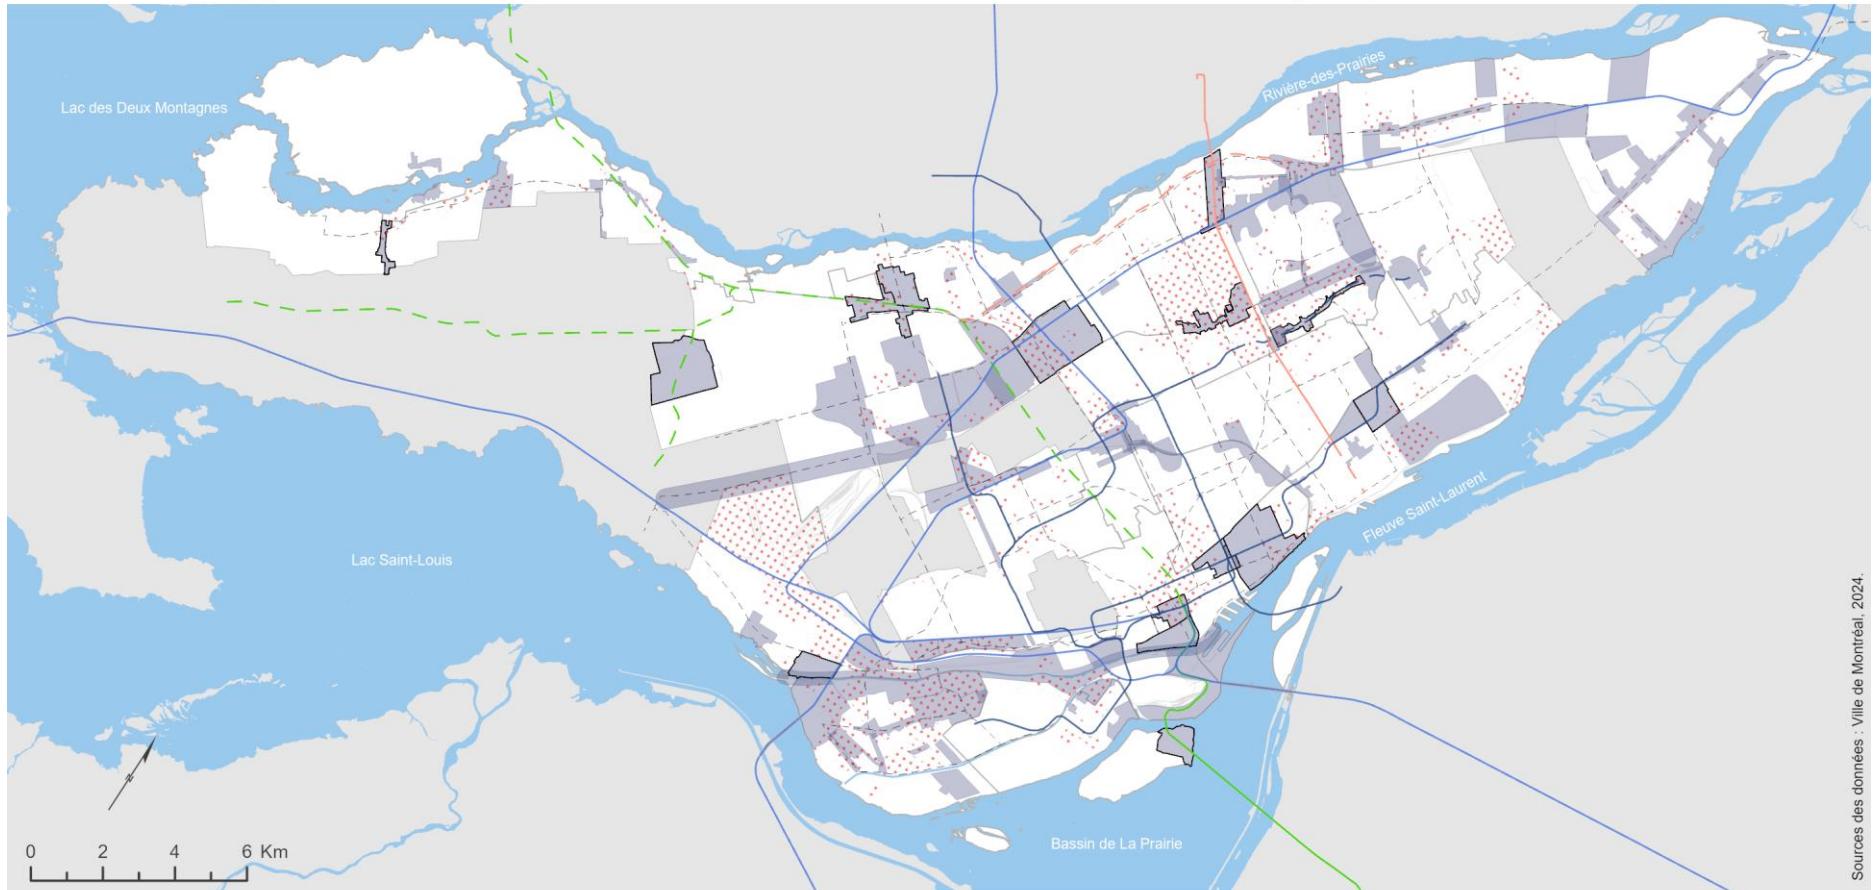 Rivière-des-Prairies
Lac des Deux Montagnes
Fleuve Saint-Laurent
Lac Saint-Louis
Sources des données : Ville de Montréal, 2024.
N
Bassin de La Prairie
0 2 4 6 Km